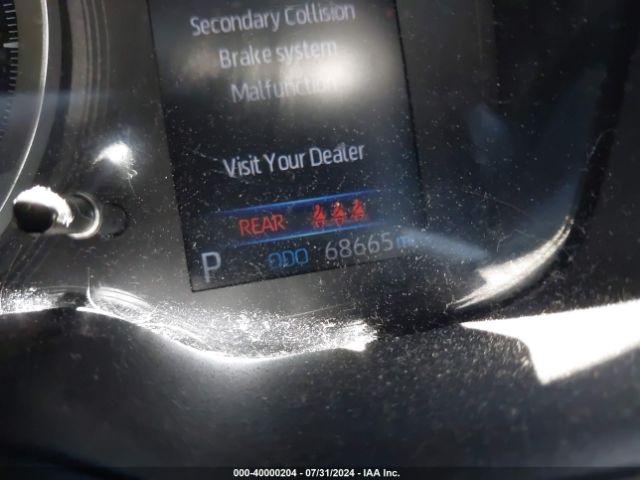 Secondary Collision
Brake system
Malfunction
Visit Your Dealer
REAR
P ODO 68665
000-40000204 - 07/31/2024 - IAA Inc.